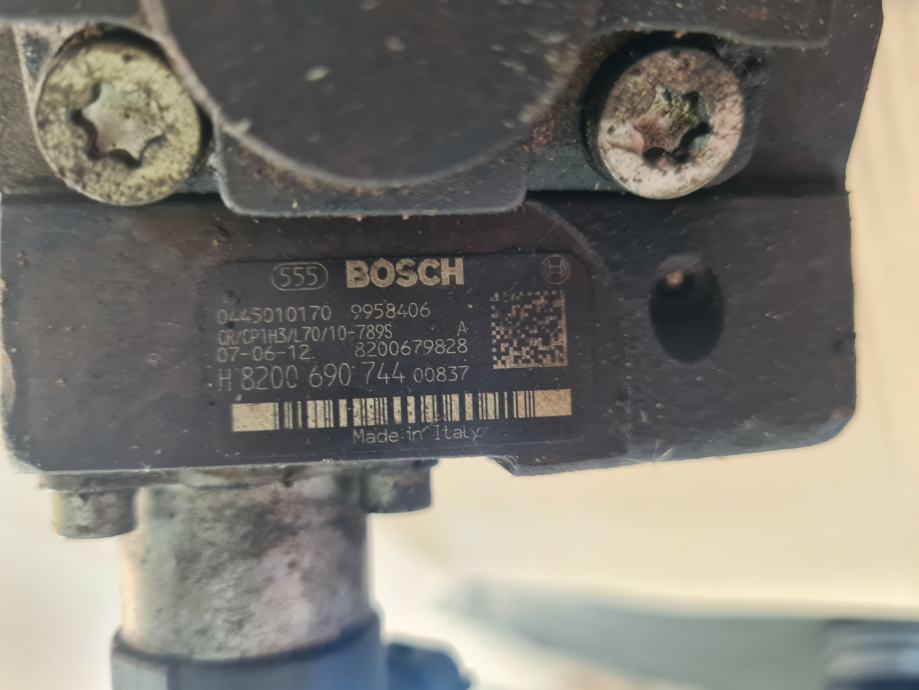 555 BOSCH
0445010170 9958406
CR/CP1H3/L70/10-789S A
07-06-12 8200679828
H 8200 690 744 00837
Made in Italy